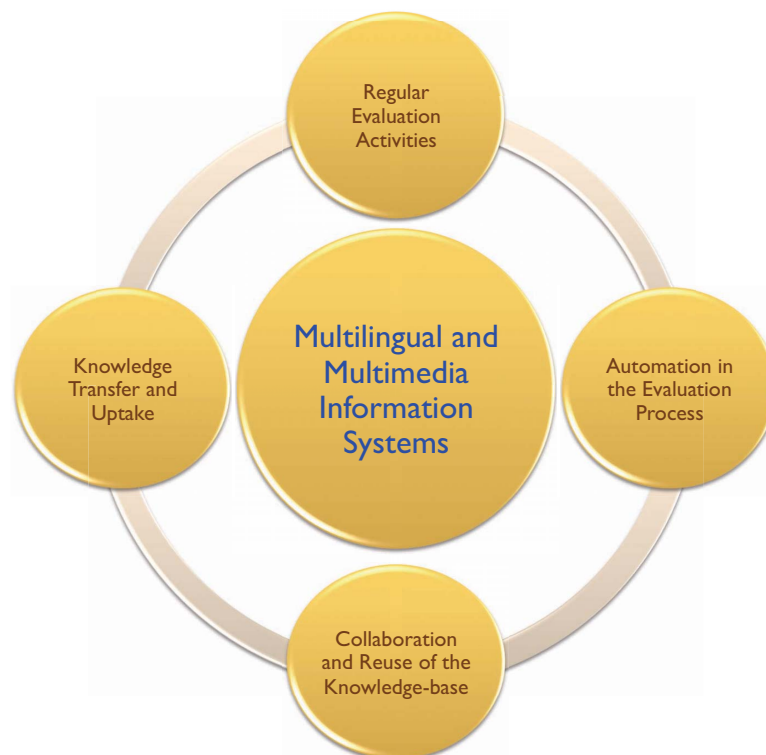 Regular
Evaluation
Activities
Multilingual and
Multimedia
Information
Systems
Knowledge
Transfer and
Uptake
Automation in
the Evaluation
Process
Collaboration
and Reuse of the
Knowledge-base